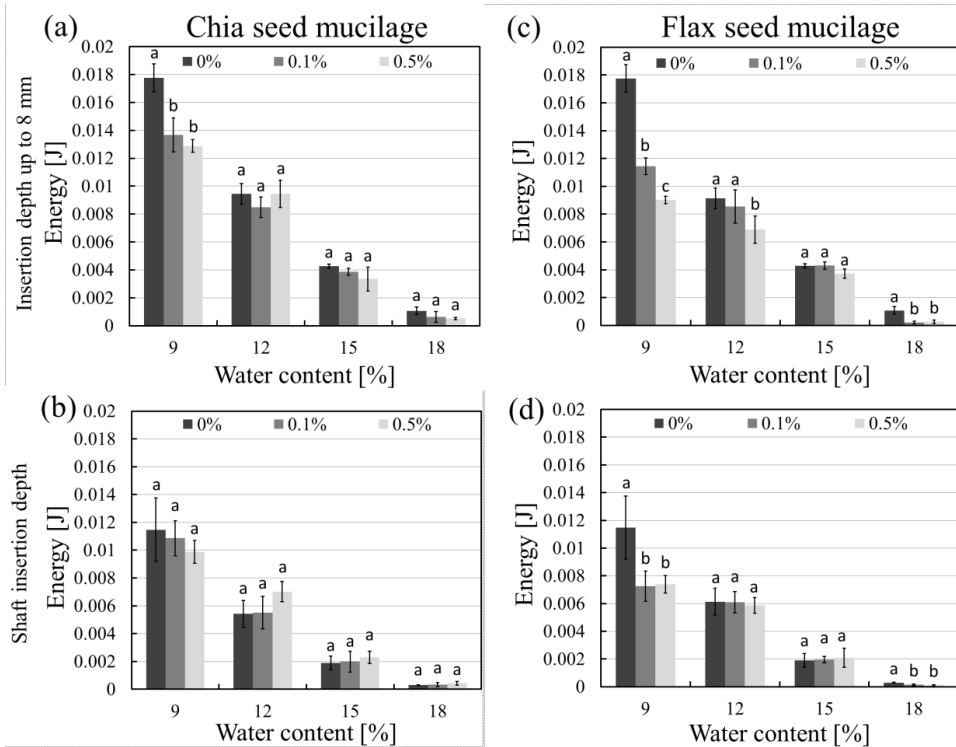 (a) Chia seed mucilage
0.02
0% 0.1% 0.5%
a
0.018
0.016
b
0.014
b
0.012
0.01
a a a
0.008
0.006
0.004
a a a
0.002
a a a
0
9 12 15 18
Water content [%]
Energy [J]
Insertion depth up to 8 mm
(c) Flax seed mucilage
0.02
0% 0.1% 0.5%
a
0.018
0.016
0.014
b
0.012
0.01
c
a a
b
0.008
0.006
0.004
a a a
0.002
a b b
0
9 12 15 18
Water content [%]
Energy [J]
(b)
0.02
0% 0.1% 0.5%
0.018
0.016
0.014
a a a
0.012
0.01
0.008
a a a
0.006
0.004
0.002
a a a
a a a
0
9 12 15 18
Water content [%]
Energy [J]
Shaft insertion depth
(d)
0.02
0% 0.1% 0.5%
0.018
0.016
0.014
a
0.012
0.01
b b
0.008
a a a
0.006
0.004
0.002
a a a
a b b
0
9 12 15 18
Water content [%]
Energy [J]